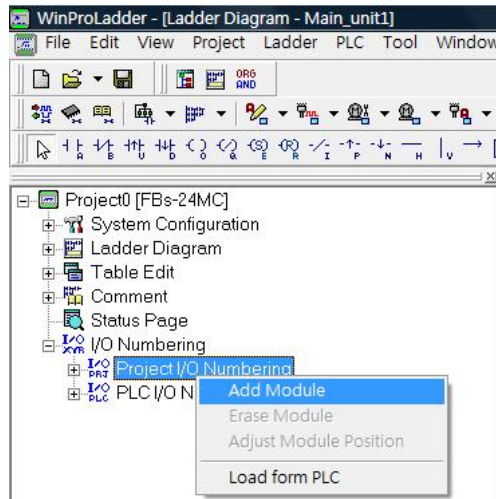 WinProLadder - [Ladder Diagram - Main_unit1]
File Edit View Project Ladder PLC Tool Window
ORG
AND
A B U D C Q E R I P N H V
Project0 [FBs-24MC]
System Configuration
Ladder Diagram
Table Edit
Comment
Status Page
I/O Numbering
Project I/O Numbering
PLC I/O N
Add Module
Erase Module
Adjust Module Position
Load form PLC